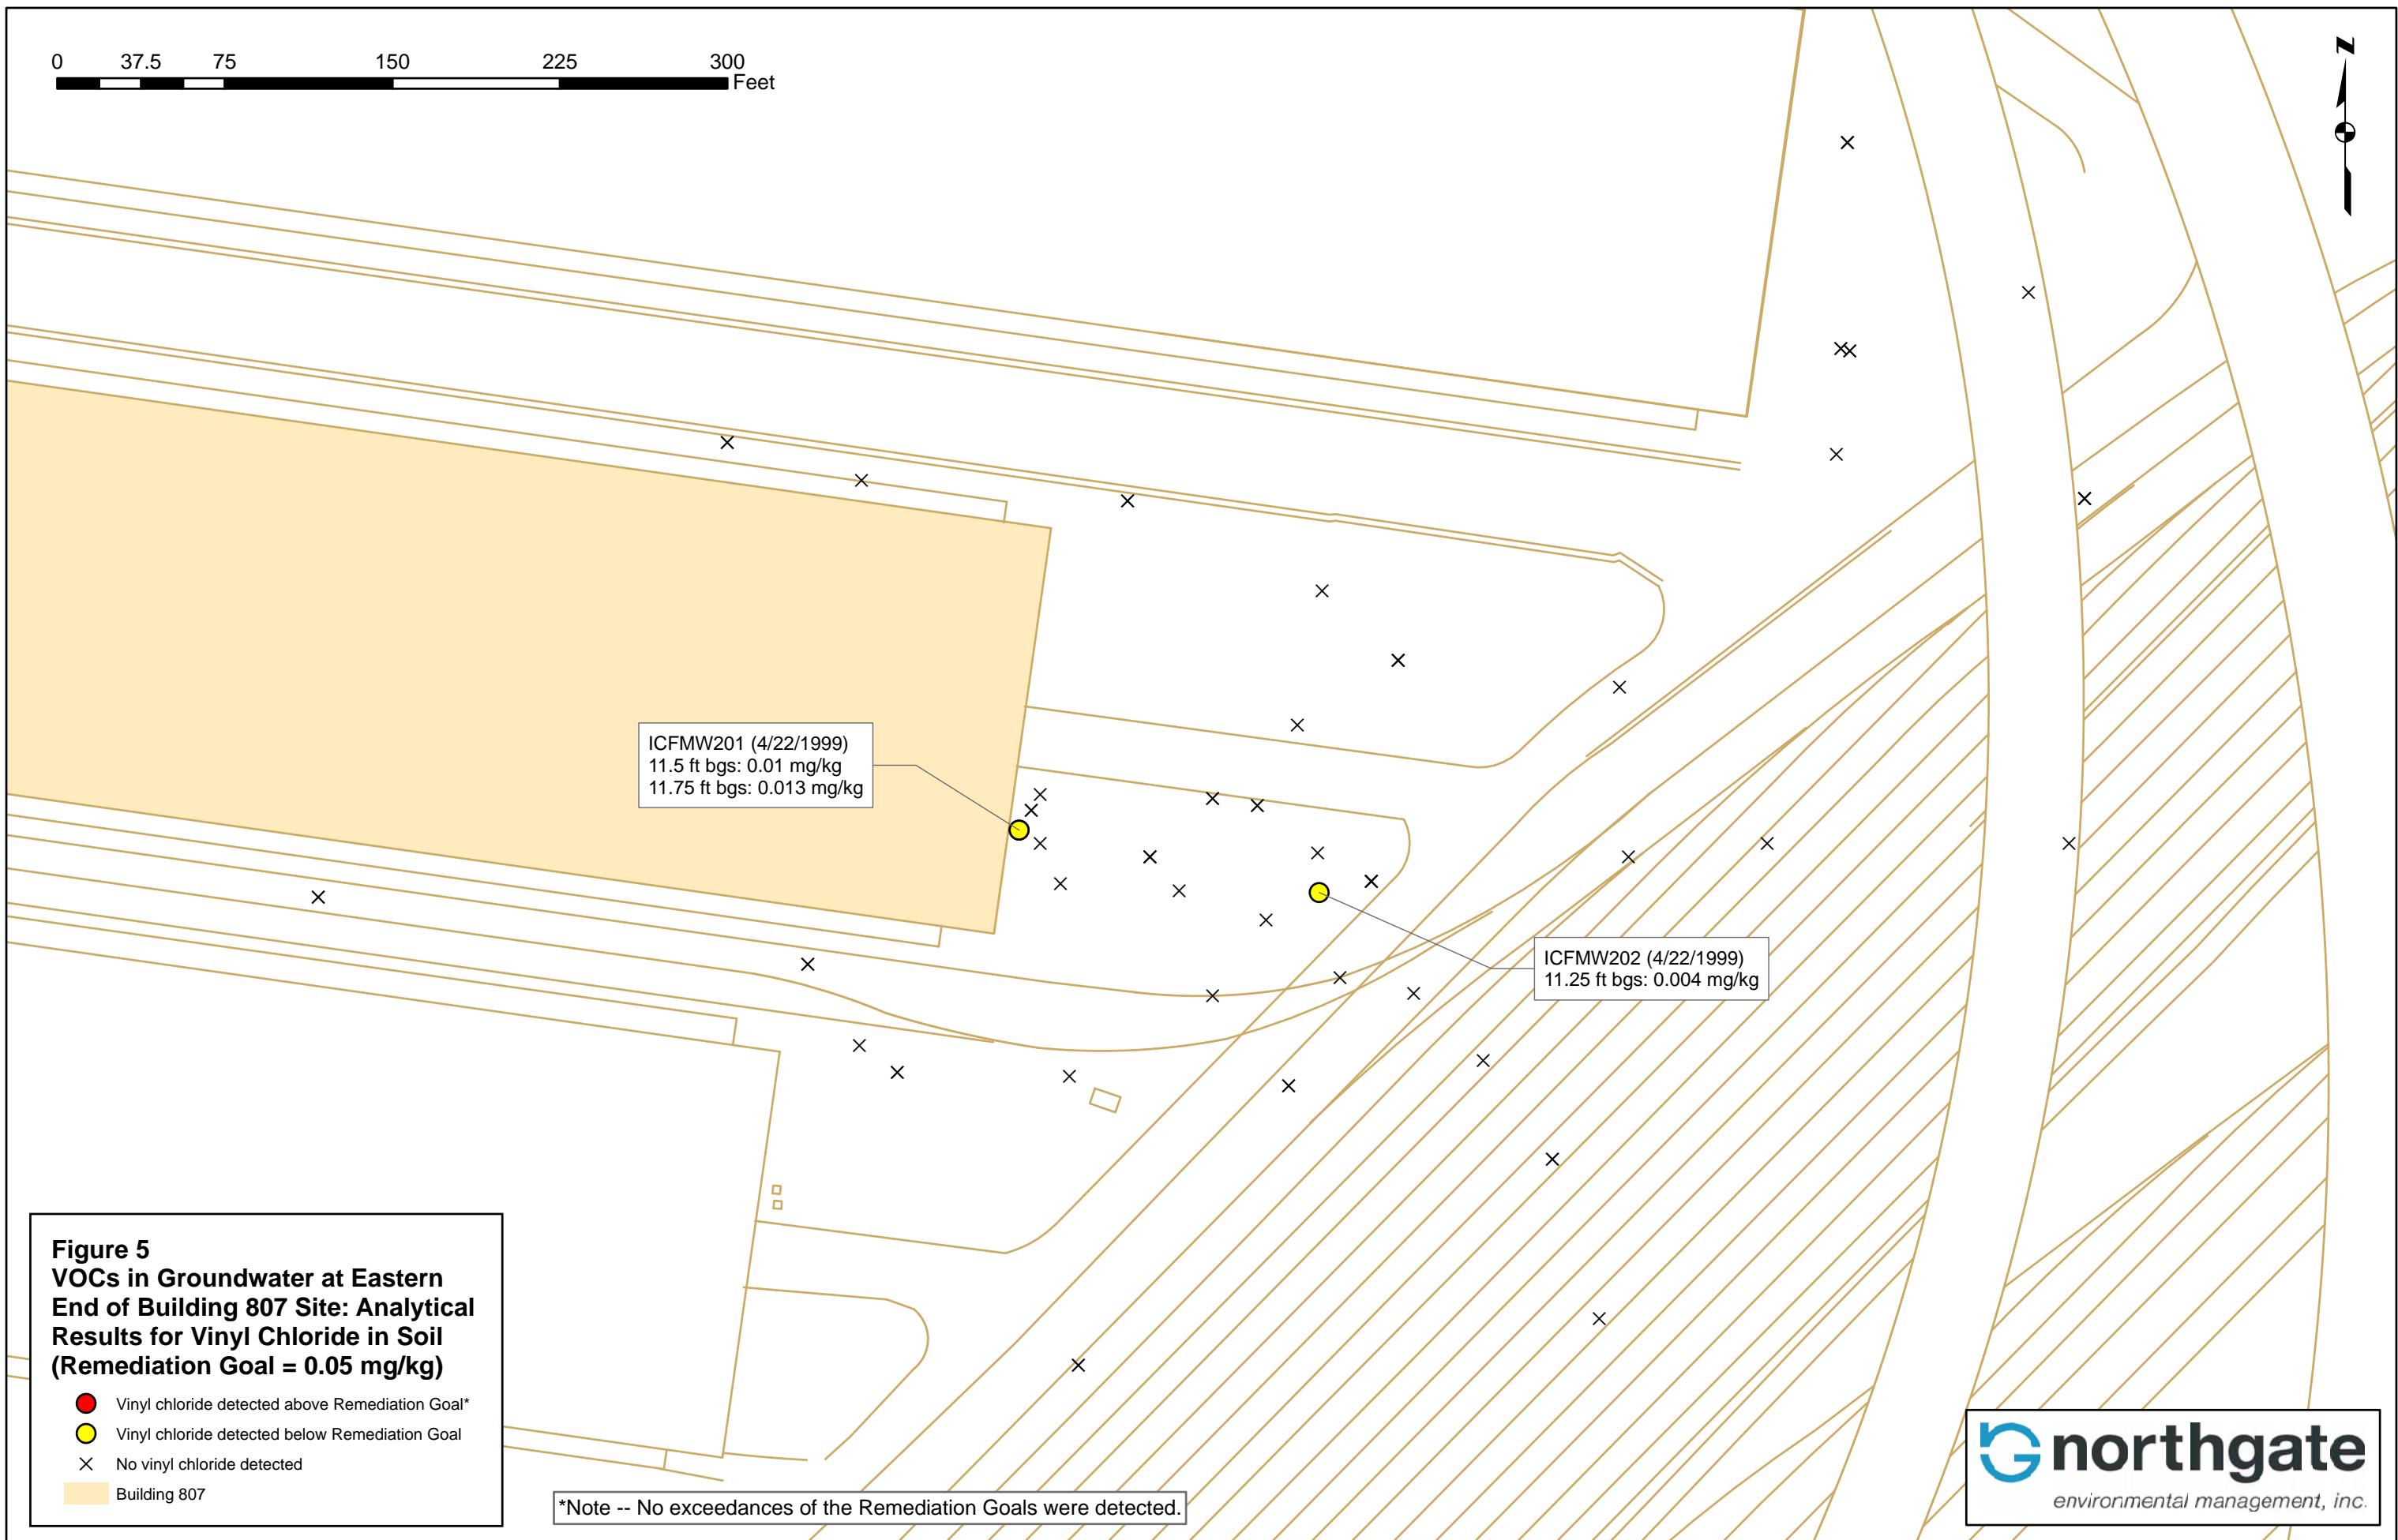 0 37.5 75 150 225 300
Feet
N
ICFMW201 (4/22/1999)
11.5 ft bgs: 0.01 mg/kg
11.75 ft bgs: 0.013 mg/kg
ICFMW202 (4/22/1999)
11.25 ft bgs: 0.004 mg/kg
Figure 5
VOCs in Groundwater at Eastern
End of Building 807 Site: Analytical
Results for Vinyl Chloride in Soil
(Remediation Goal = 0.05 mg/kg)
Vinyl chloride detected above Remediation Goal*
Vinyl chloride detected below Remediation Goal
No vinyl chloride detected
Building 807
*Note -- No exceedances of the Remediation Goals were detected.
northgate
environmental management, inc.